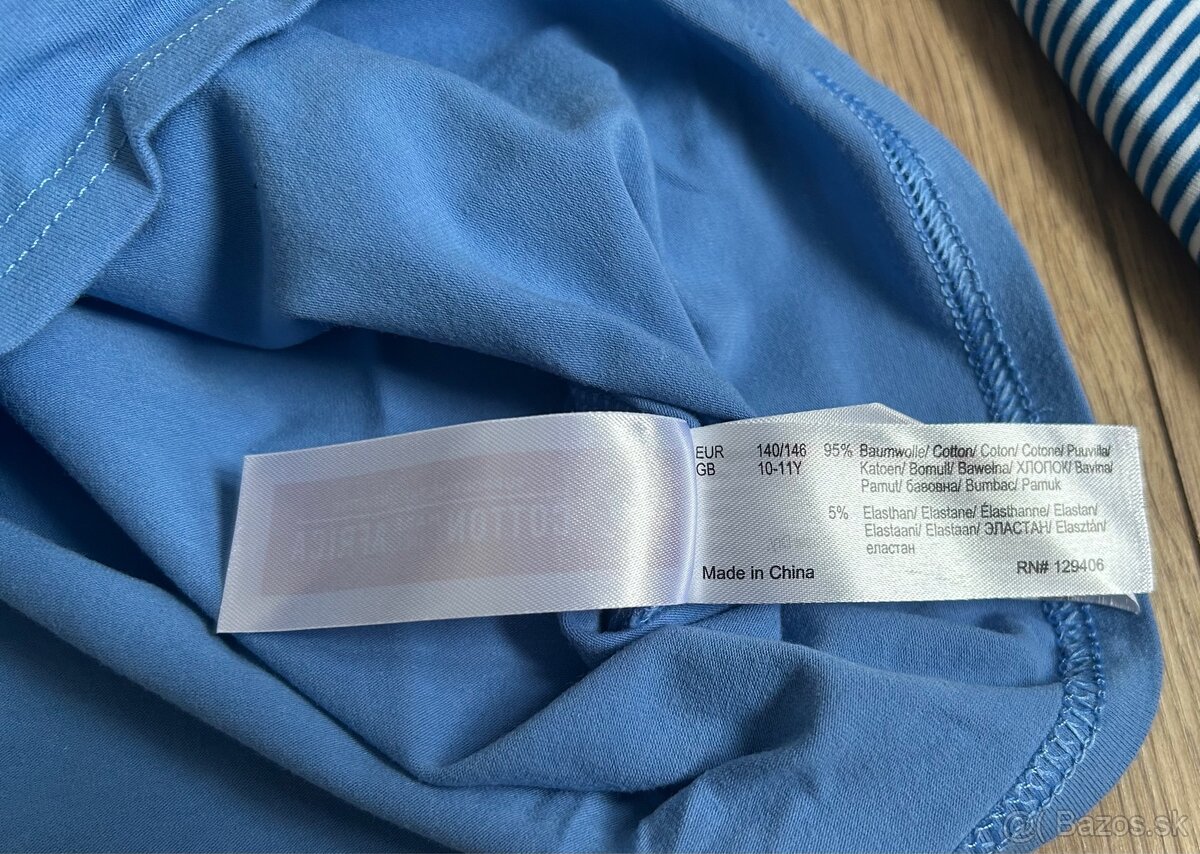 EUR 140/146 95% Baumwolle/ Cotton/ Coton/ Cotone/ Puuvilla/
GB 10-11Y Katoen/ Bomull/ Bawełna/ ХЛОПОК/ Bavlna/
Pamut/ бавовна/ Bumbac/ Pamuk
5% Elasthan/ Elastane/ Élasthanne/ Elastan/
Elastaani/ Elastaan/ ЭЛАСТАН/ Elasztán/
еластан
Made in China RN# 129406
COTTON
Bazos.sk